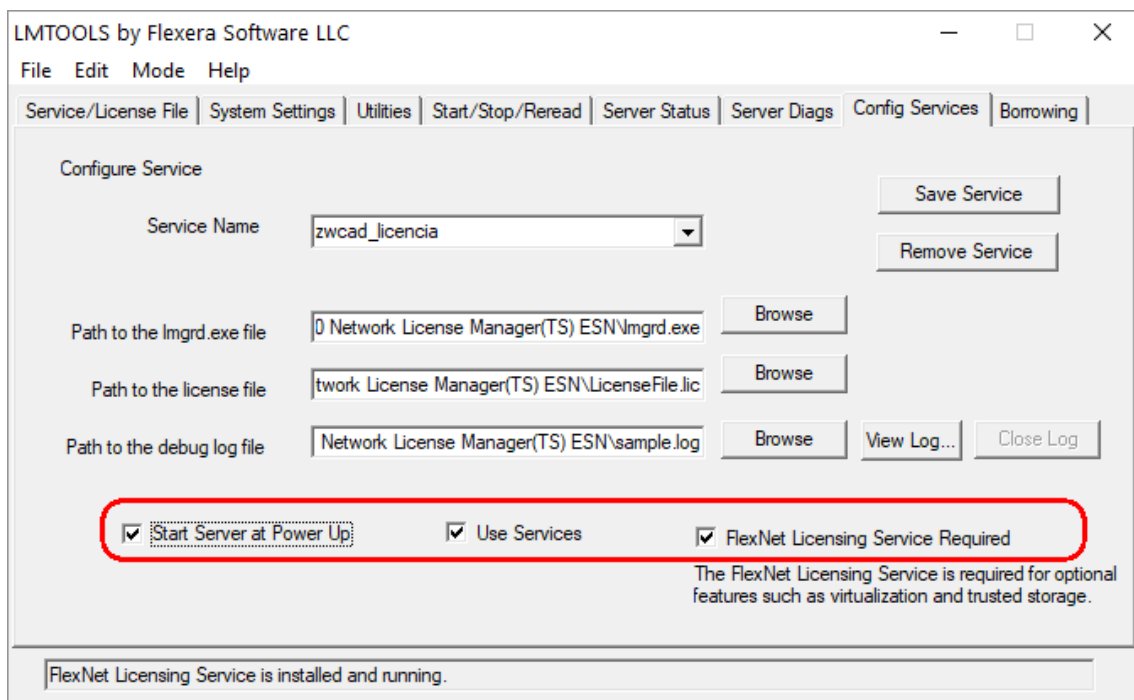 LMTOOLS by Flexera Software LLC
File Edit Mode Help
Service/License File System Settings Utilities Start/Stop/Reread Server Status Server Diags Config Services Borrowing
Configure Service
Save Service
Service Name zwcad_licencia
Remove Service
Path to the lmgrd.exe file 0 Network License Manager(TS) ESN\lmgrd.exe Browse
Path to the license file twork License Manager(TS) ESN\LicenseFile.lic Browse
Path to the debug log file Network License Manager(TS) ESN\sample.log Browse View Log... Close Log
Start Server at Power Up Use Services FlexNet Licensing Service Required
The FlexNet Licensing Service is required for optional
features such as virtualization and trusted storage.
FlexNet Licensing Service is installed and running.